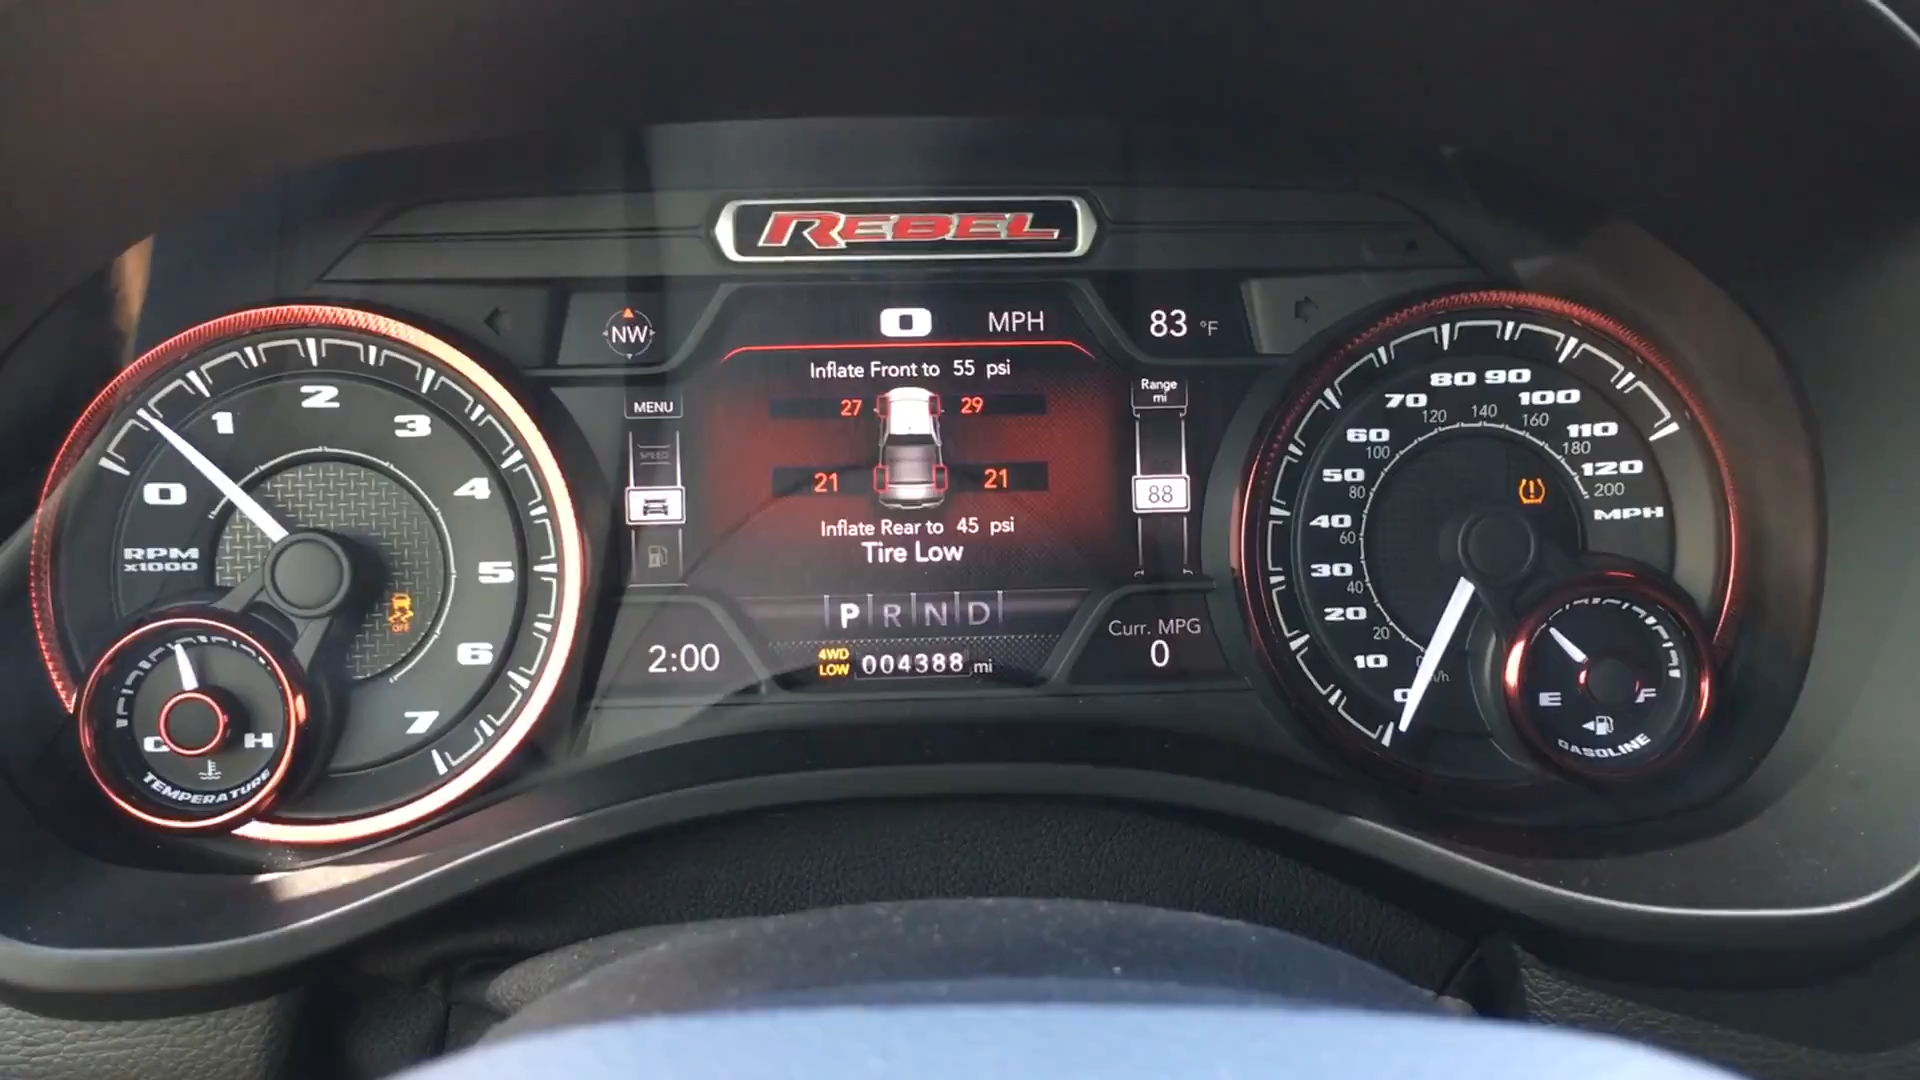 REBEL
NW
0 MPH
83 °F
Inflate Front to 55 psi
27 29
21 21
Inflate Rear to 45 psi
Tire Low
MENU
SPEED
Range
mi
88
P R N D
2:00
4WD
LOW
004388 mi
Curr. MPG
0
0 1 2 3 4 5 6 7
RPM
x1000
OFF
C H
TEMPERATURE
0 10 20 30 40 50 60 70 80 90 100 110 120
MPH
20 40 60 80 100 120 140 160 180 200
E F
GASOLINE